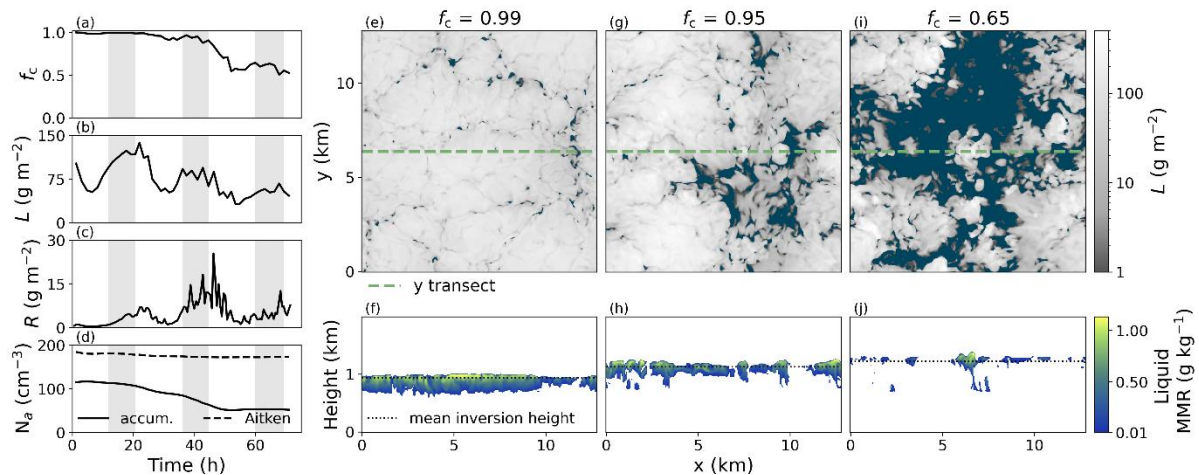 (a)
1.0
0.5
0.0
f_c
(b)
150
75
0
L (g m⁻²)
(c)
30
15
0
R (g m⁻²)
(d)
200
100
0
N_a (cm⁻³)
accum. Aitken
0 20 40 60 80
Time (h)
(e) f_c = 0.99
10
5
0
y (km)
y transect
(g) f_c = 0.95
(i) f_c = 0.65
100
10
1
L (g m⁻²)
(f)
1
0
Height (km)
mean inversion height
0 5 10
(h)
0 5 10
x (km)
(j)
0 5 10
1.00
0.50
0.01
Liquid
MMR (g kg⁻¹)